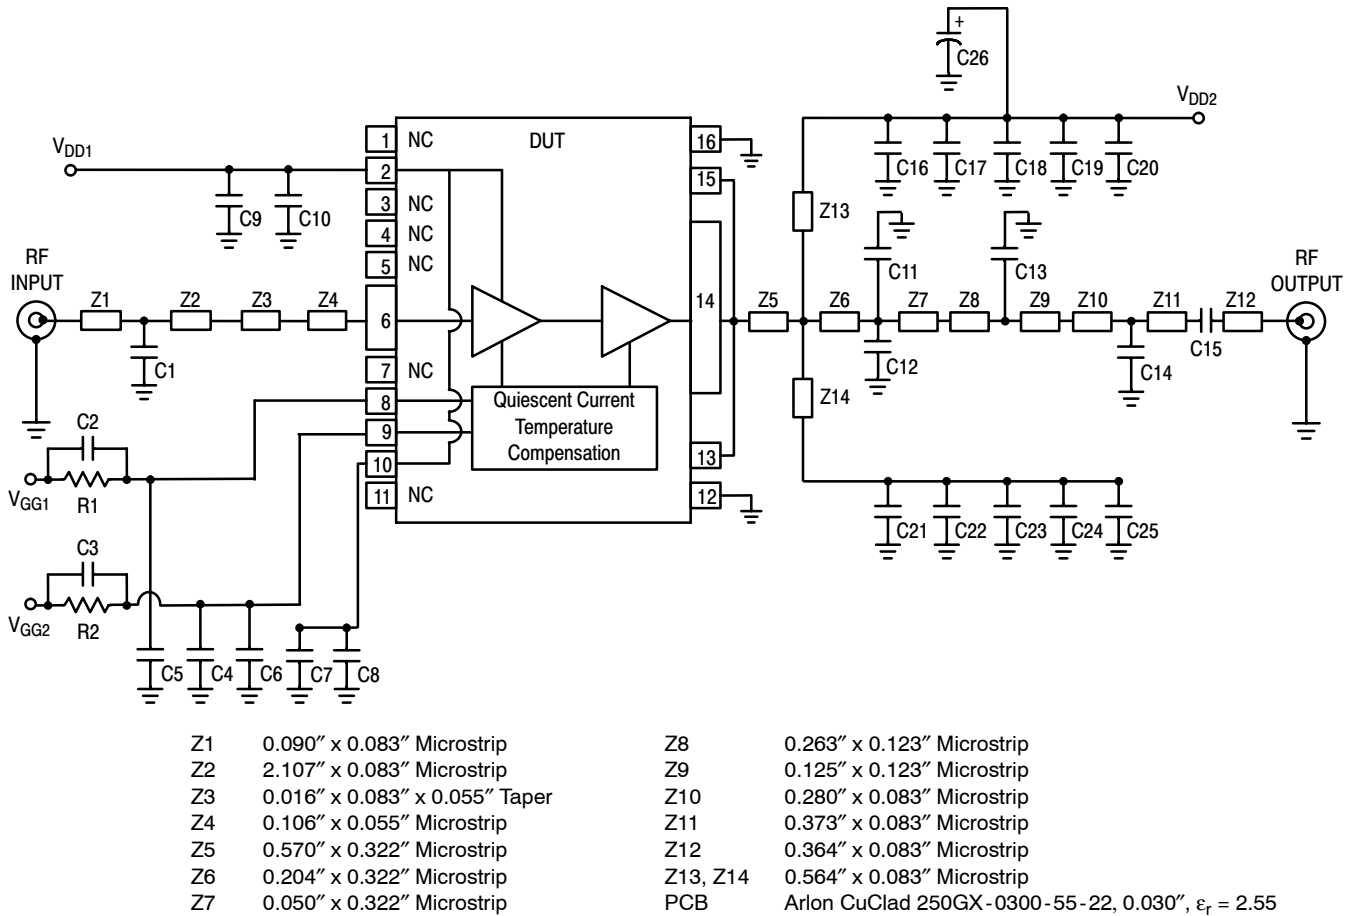 +
C26
VDD2
C16 C17 C18 C19 C20
VDD1
C9 C10
DUT
1 NC
2
3 NC
4 NC
5 NC
6
7 NC
8
9
10
11 NC
16
15
14
13
12
Quiescent Current
Temperature
Compensation
RF
INPUT
Z1 Z2 Z3 Z4
C1
C2
VGG1
R1
C3
VGG2
R2
C5 C4 C6 C7 C8
Z13
Z14
C11
C13
Z5 Z6 Z7 Z8 Z9 Z10 Z11 Z12
C12
C14
C15
RF
OUTPUT
C21 C22 C23 C24 C25
Z1 0.090″ x 0.083″ Microstrip
Z2 2.107″ x 0.083″ Microstrip
Z3 0.016″ x 0.083″ x 0.055″ Taper
Z4 0.106″ x 0.055″ Microstrip
Z5 0.570″ x 0.322″ Microstrip
Z6 0.204″ x 0.322″ Microstrip
Z7 0.050″ x 0.322″ Microstrip
Z8 0.263″ x 0.123″ Microstrip
Z9 0.125″ x 0.123″ Microstrip
Z10 0.280″ x 0.083″ Microstrip
Z11 0.373″ x 0.083″ Microstrip
Z12 0.364″ x 0.083″ Microstrip
Z13, Z14 0.564″ x 0.083″ Microstrip
PCB Arlon CuClad 250GX-0300-55-22, 0.030″, εr = 2.55